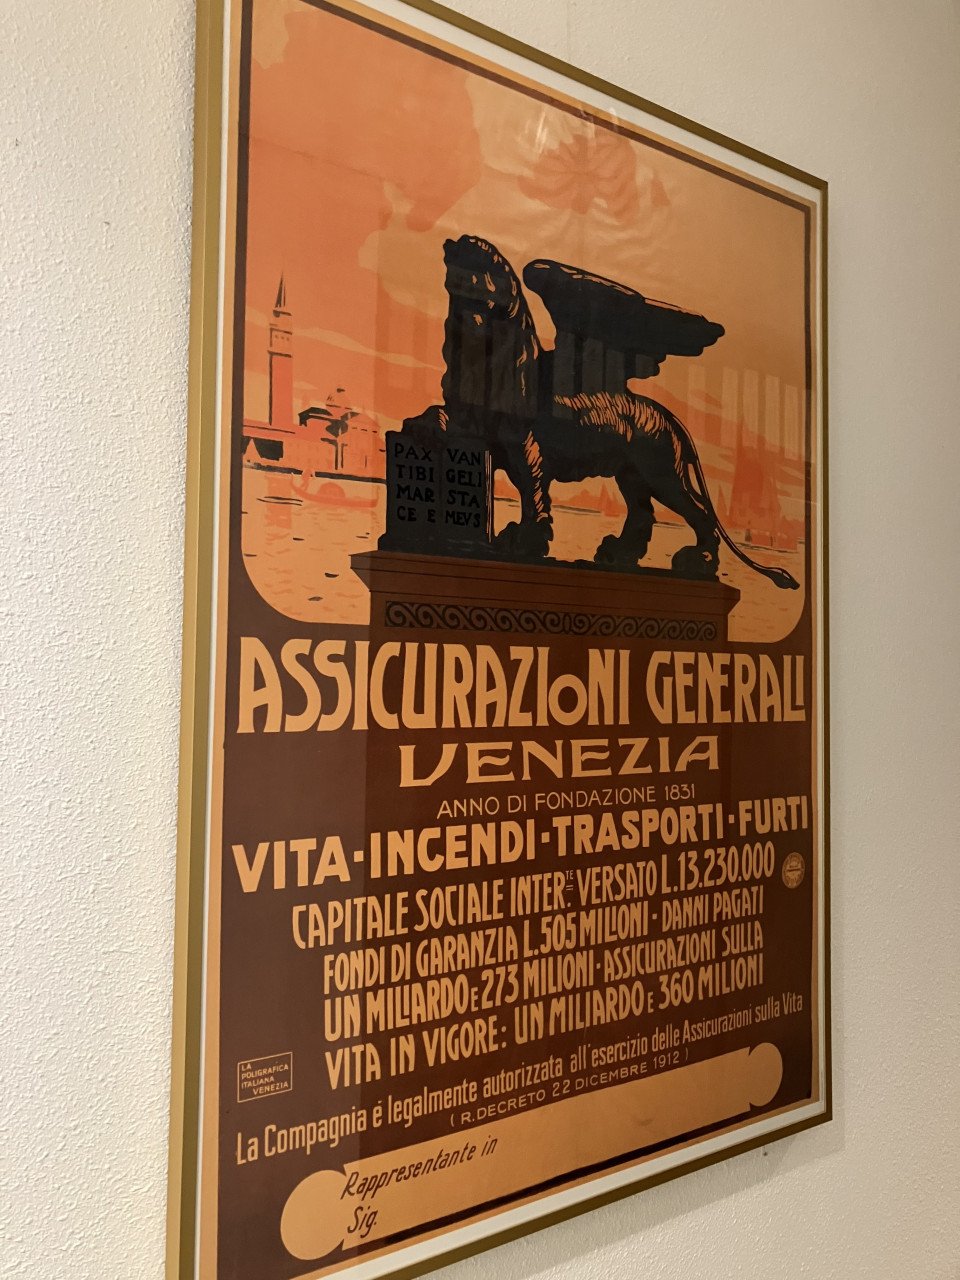 PAX VAN
TIBI GELI
MAR STA
CE E MEVS
ASSICURAZIONI GENERALI
VENEZIA
ANNO DI FONDAZIONE 1831
VITA·INCENDI·TRASPORTI·FURTI
CAPITALE SOCIALE INTER.TE VERSATO L.13.230.000
FONDI DI GARANZIA L.505 MILIONI - DANNI PAGATI
UN MILIARDO E 273 MILIONI - ASSICURAZIONI SULLA
VITA IN VIGORE: UN MILIARDO E 360 MILIONI
LA
POLIGRAFICA
ITALIANA
VENEZIA
La Compagnia é legalmente autorizzata all'esercizio delle Assicurazioni sulla Vita
(R. DECRETO 22 DICEMBRE 1912)
Rappresentante in
Sig.